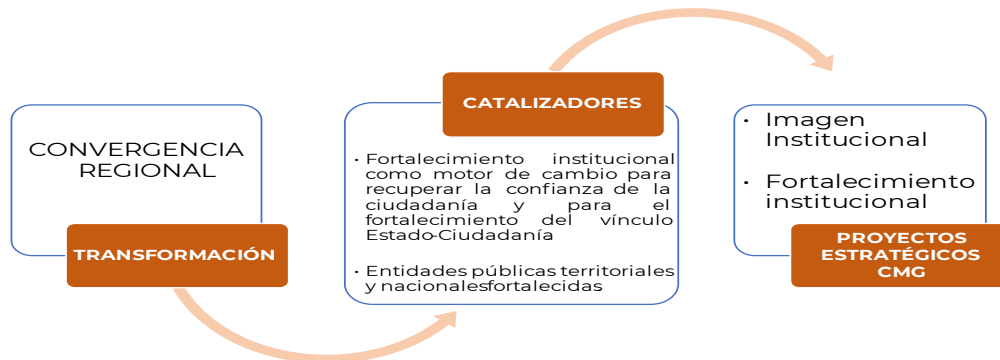 CONVERGENCIA
REGIONAL
TRANSFORMACIÓN
CATALIZADORES
· Fortalecimiento institucional
como motor de cambio para
recuperar la confianza de la
ciudadanía y para el
fortalecimiento del vínculo
Estado-Ciudadanía
· Entidades públicas territoriales
y nacionalesfortalecidas
· Imagen
Institucional
· Fortalecimiento
institucional
PROYECTOS
ESTRATÉGICOS
CMG